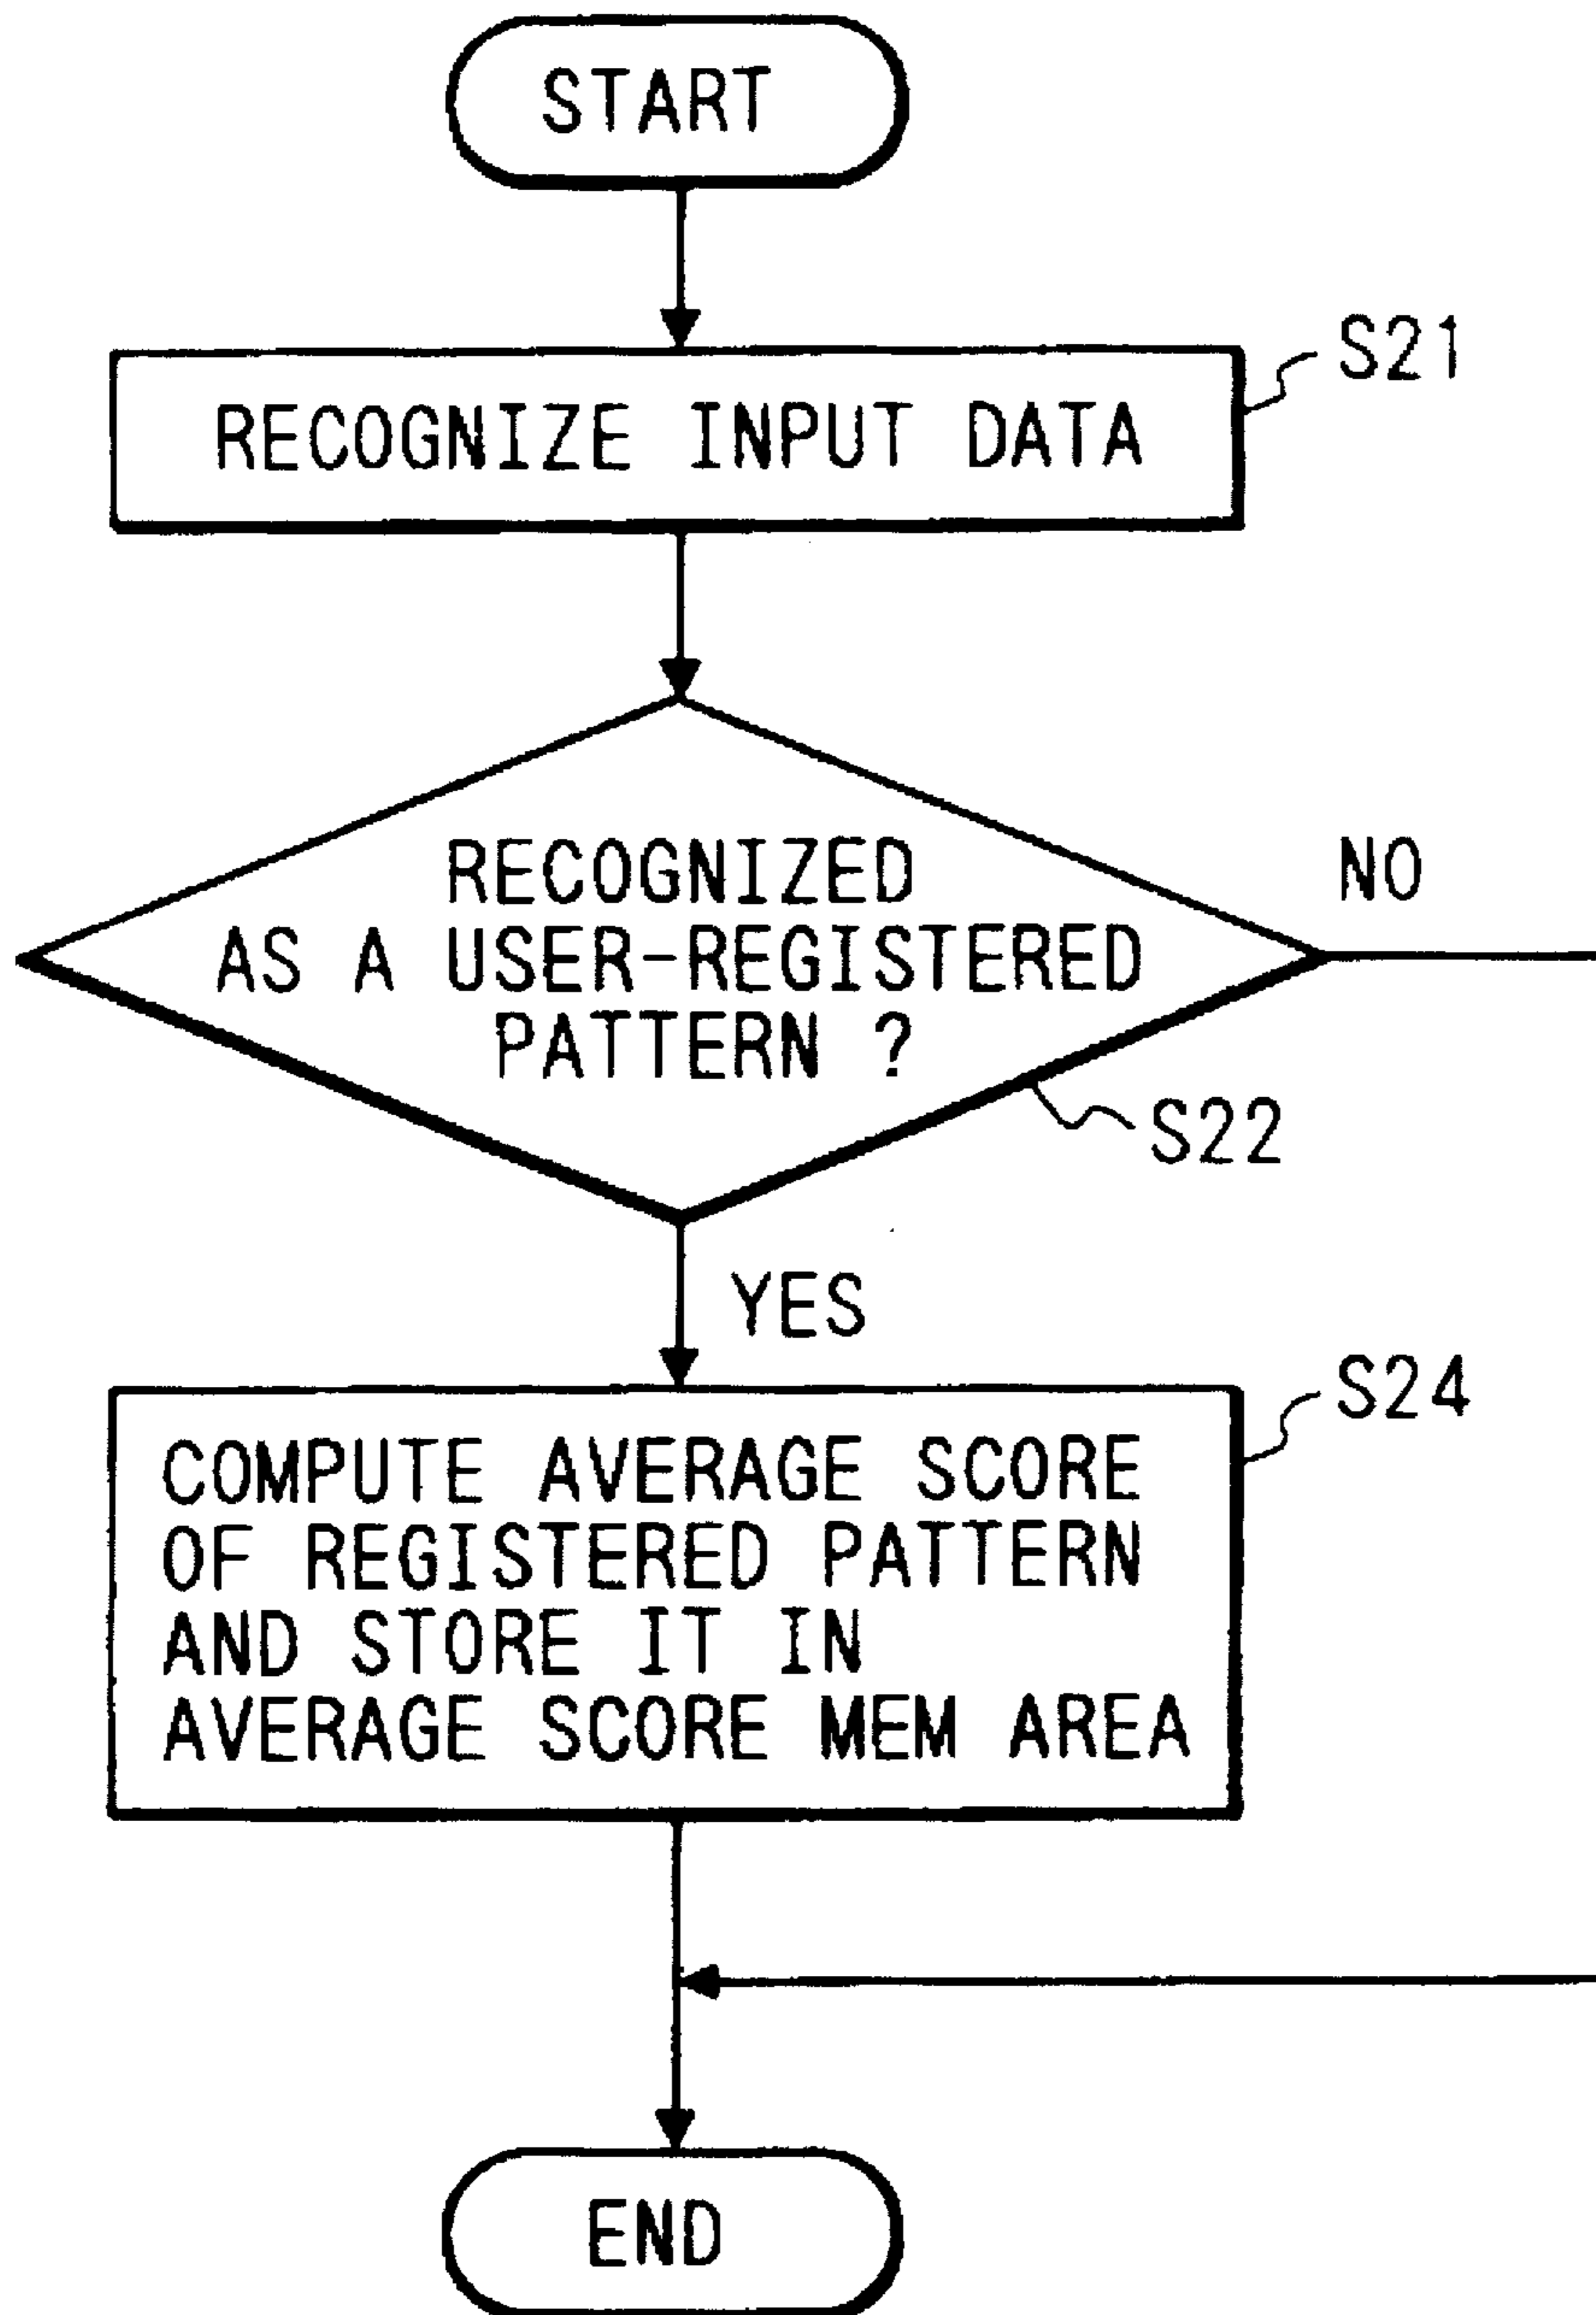 START
S21
RECOGNIZE INPUT DATA
RECOGNIZED
AS A USER-REGISTERED
PATTERN ?
NO
S22
YES
S24
COMPUTE AVERAGE SCORE
OF REGISTERED PATTERN
AND STORE IT IN
AVERAGE SCORE MEM AREA
END